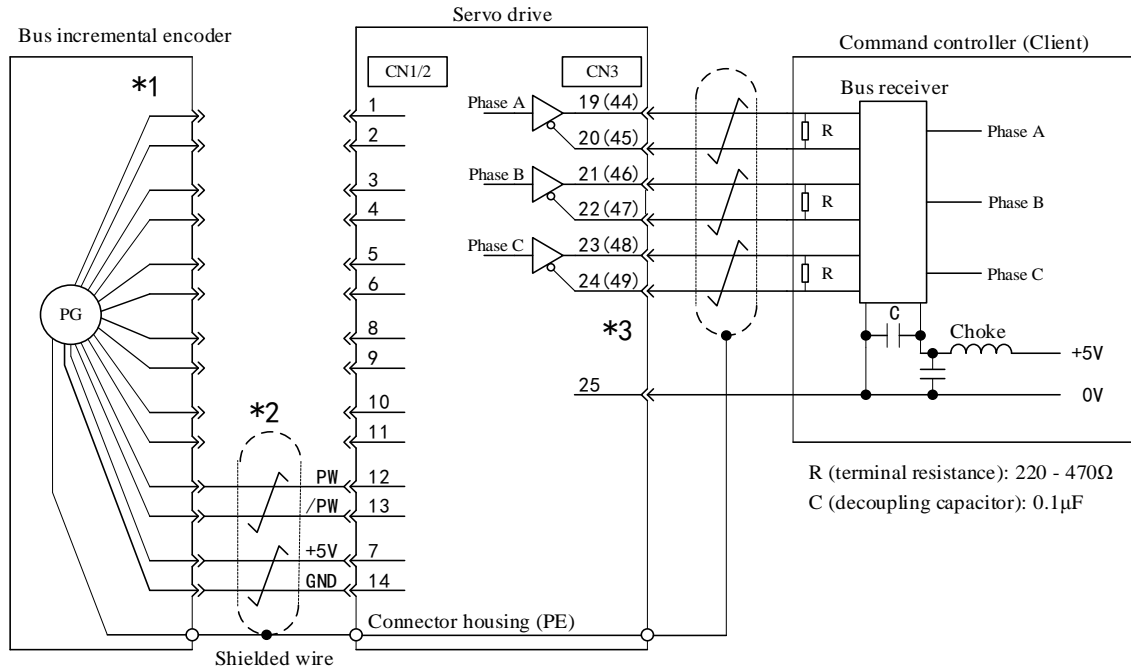 Servo drive
Bus incremental encoder
Command controller (Client)
*1
CN1/2
CN3
Bus receiver
1
2
3
4
5
6
8
9
10
11
PW 12
/PW 13
+5V 7
GND 14
*2
PG
Phase A
19(44)
20(45)
Phase B
21(46)
22(47)
Phase C
23(48)
24(49)
*3
25
R
R
R
Phase A
Phase B
Phase C
C
Choke
+5V
0V
R (terminal resistance): 220 - 470Ω
C (decoupling capacitor): 0.1μF
Connector housing (PE)
Shielded wire